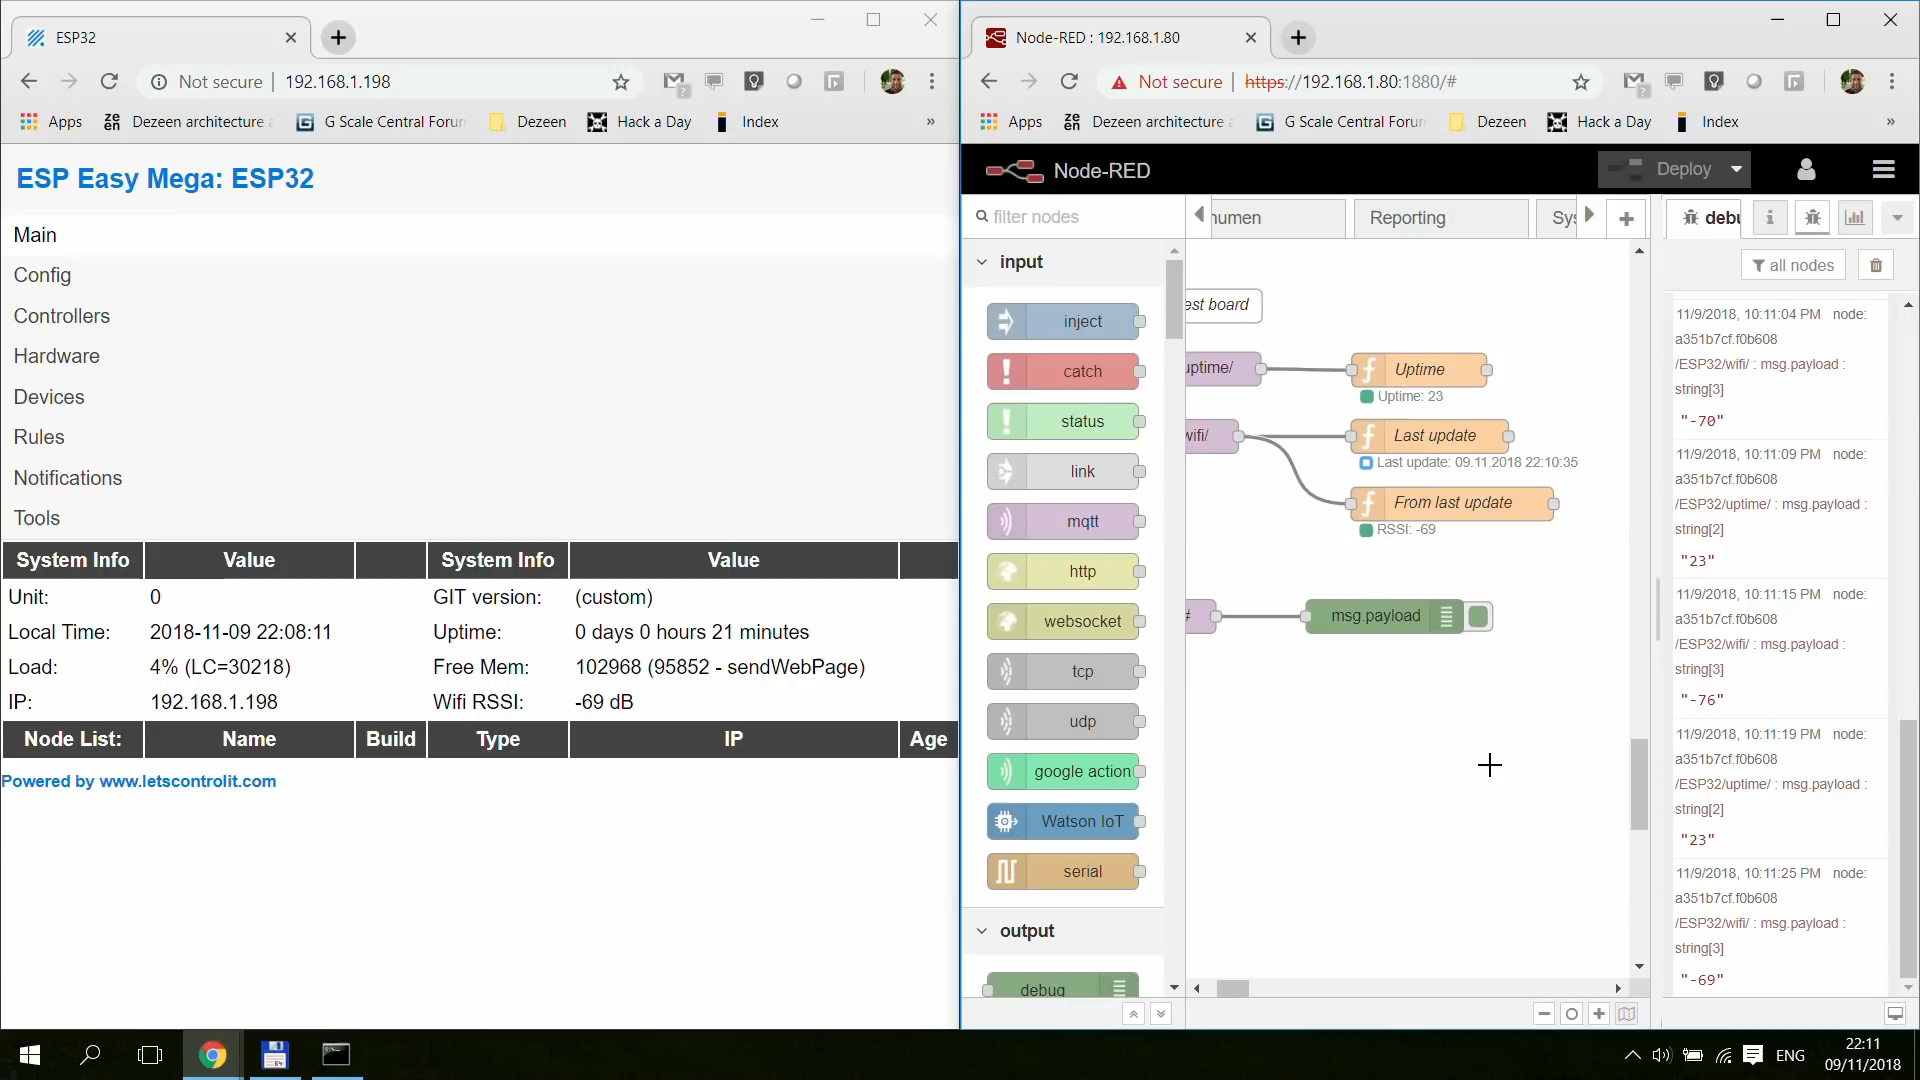 ESP32
Not secure | 192.168.1.198
Apps
Dezeen architecture
G Scale Central Forum
Dezeen
Hack a Day
Index
»
ESP Easy Mega: ESP32
Main
Config
Controllers
Hardware
Devices
Rules
Notifications
Tools
System Info Value System Info Value
Unit: 0 GIT version: (custom)
Local Time: 2018-11-09 22:08:11 Uptime: 0 days 0 hours 21 minutes
Load: 4% (LC=30218) Free Mem: 102968 (95852 - sendWebPage)
IP: 192.168.1.198 Wifi RSSI: -69 dB
Node List: Name Build Type IP Age
Powered by www.letscontrolit.com
Node-RED : 192.168.1.80
Not secure | https://192.168.1.80:1880/#
Apps
Dezeen architecture
G Scale Central Forum
Dezeen
Hack a Day
Index
»
Node-RED
Deploy
filter nodes
input
inject
catch
status
link
mqtt
http
websocket
tcp
udp
google action
Watson IoT
serial
output
debug
numen
Reporting
Sys
est board
uptime/
Uptime
Uptime: 23
wifi/
Last update
Last update: 09.11.2018 22:10:35
From last update
RSSI: -69
#
msg.payload
debu
all nodes
11/9/2018, 10:11:04 PM node:
a351b7cf.f0b608
/ESP32/wifi/ : msg.payload :
string[3]
"-70"
11/9/2018, 10:11:09 PM node:
a351b7cf.f0b608
/ESP32/uptime/ : msg.payload :
string[2]
"23"
11/9/2018, 10:11:15 PM node:
a351b7cf.f0b608
/ESP32/wifi/ : msg.payload :
string[3]
"-76"
11/9/2018, 10:11:19 PM node:
a351b7cf.f0b608
/ESP32/uptime/ : msg.payload :
string[2]
"23"
11/9/2018, 10:11:25 PM node:
a351b7cf.f0b608
/ESP32/wifi/ : msg.payload :
string[3]
"-69"
ENG
22:11
09/11/2018